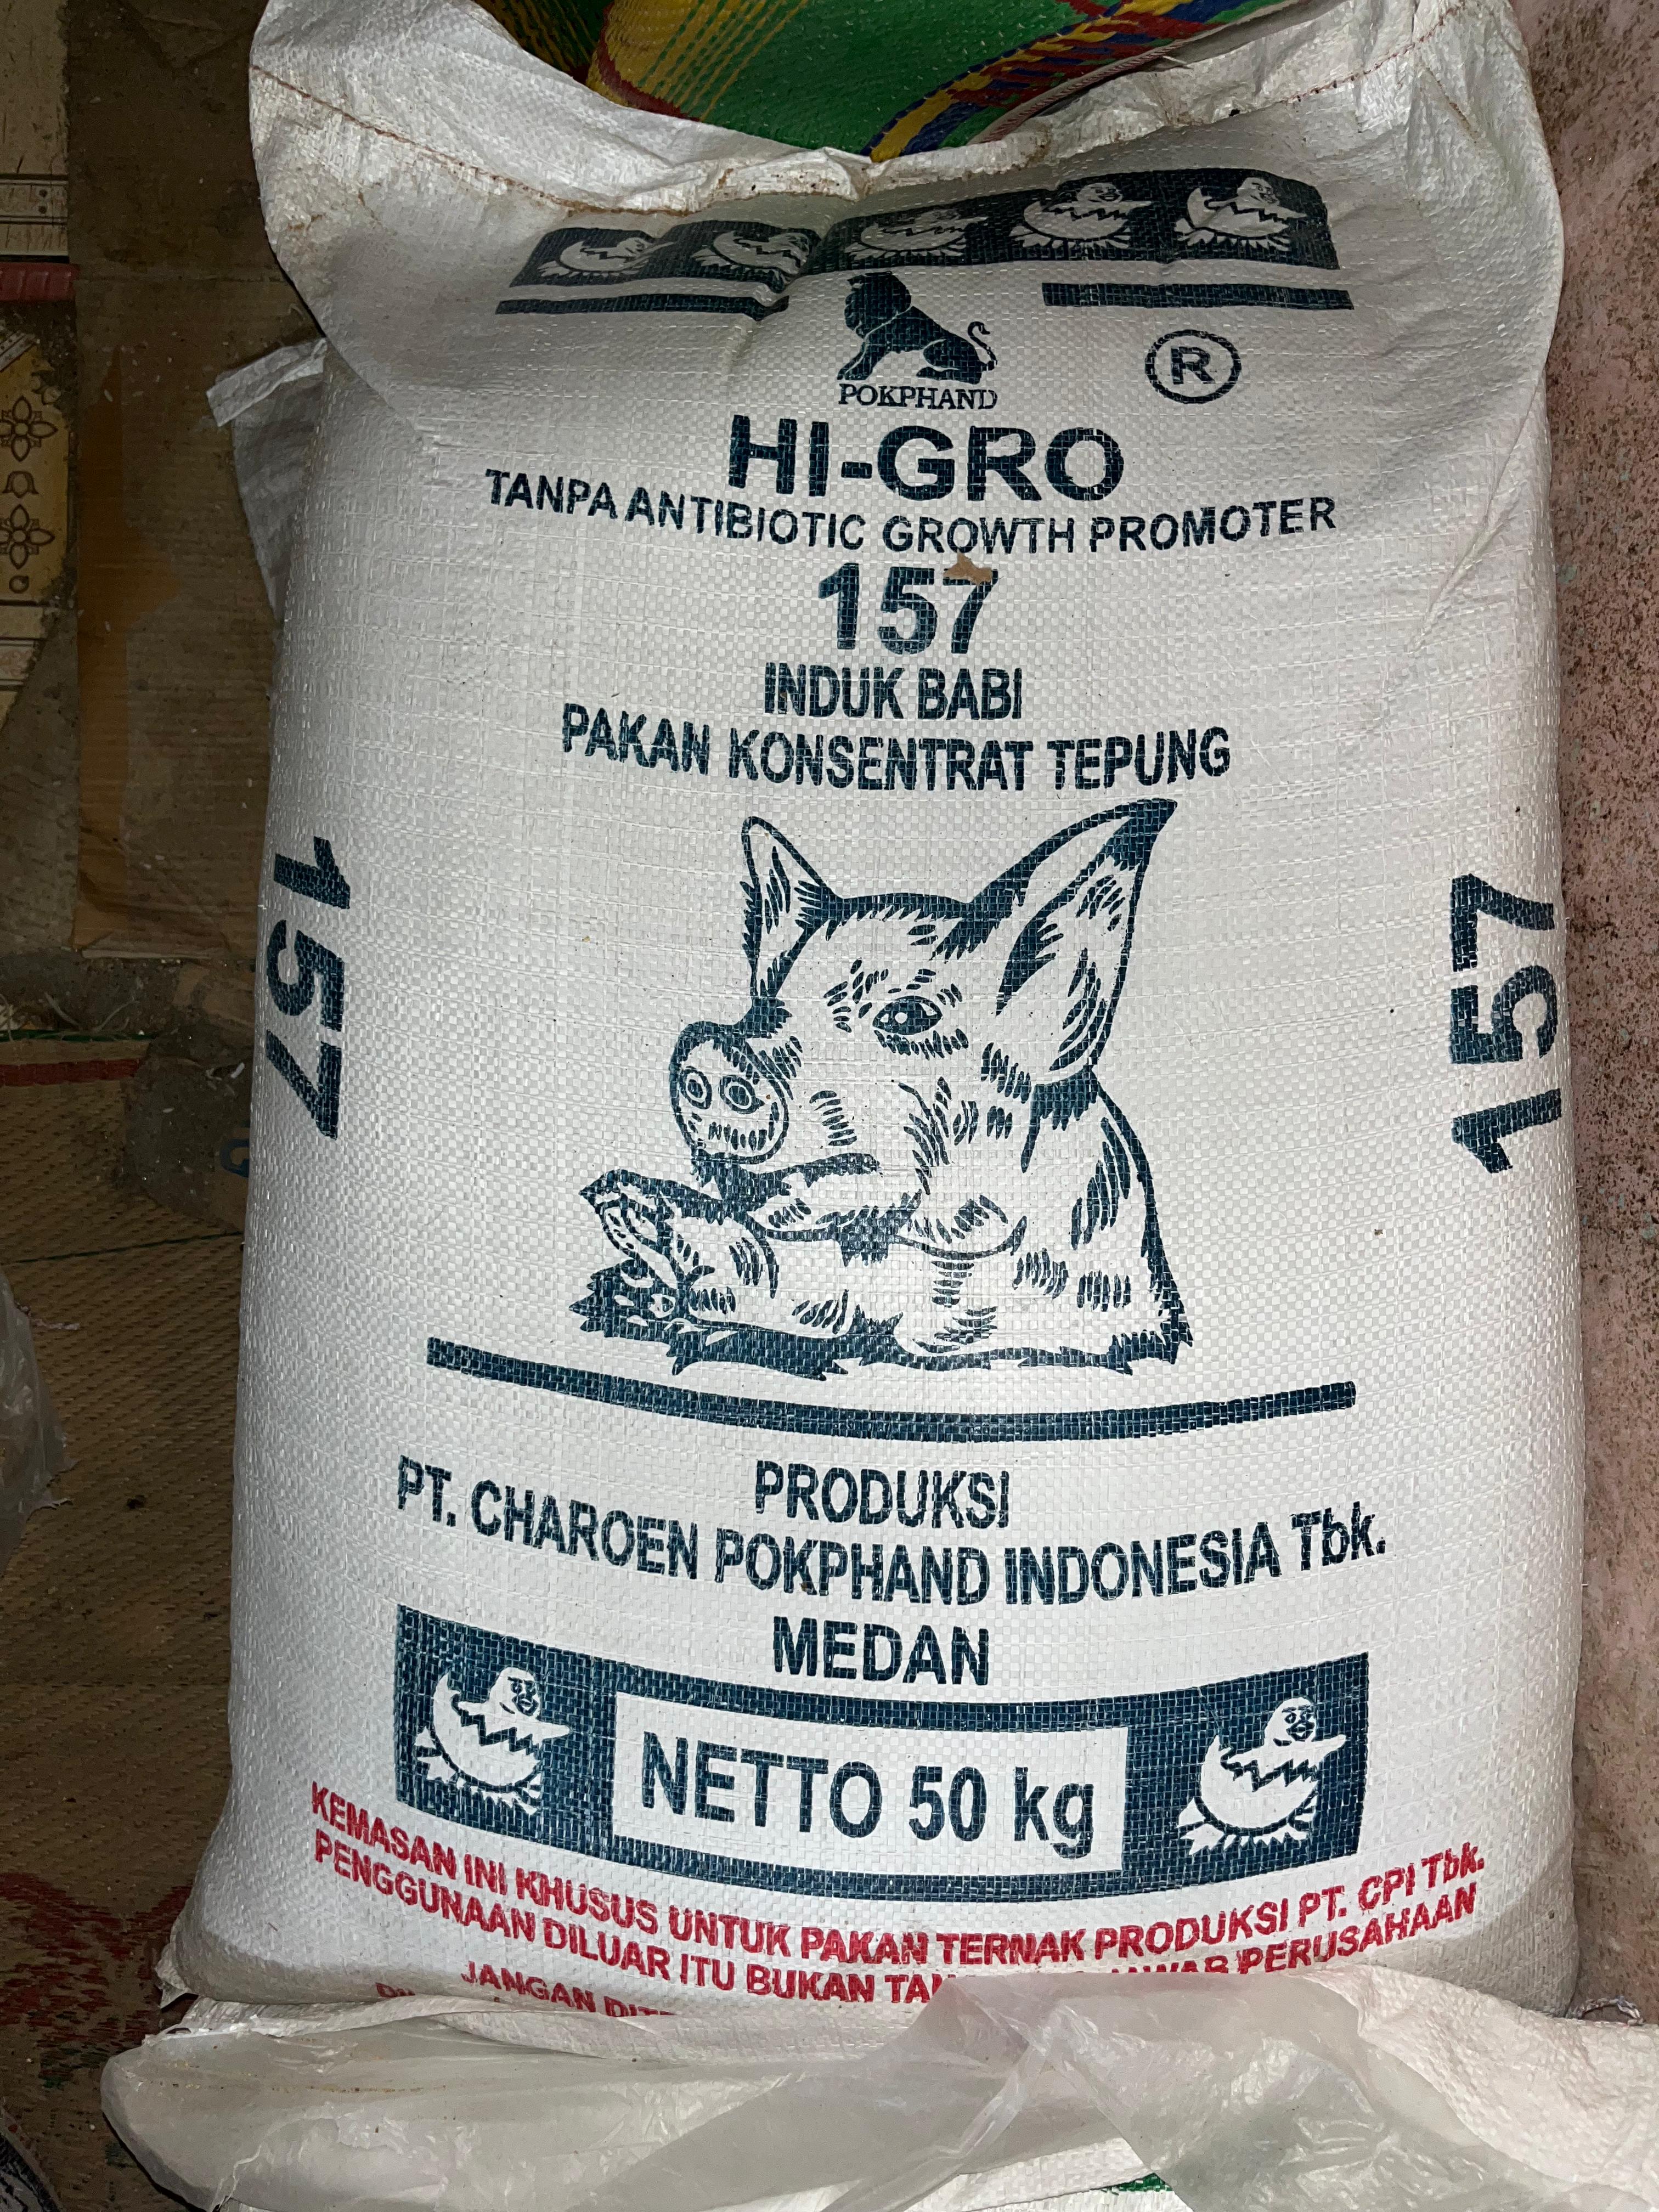 POKPHAND
®
HI-GRO
TANPA ANTIBIOTIC GROWTH PROMOTER
157
INDUK BABI
PAKAN KONSENTRAT TEPUNG
157
157
PRODUKSI
PT. CHAROEN POKPHAND INDONESIA Tbk.
MEDAN
NETTO 50 kg
KEMASAN INI KHUSUS UNTUK PAKAN TERNAK PRODUKSI PT. CPI Tbk.
PENGGUNAAN DILUAR ITU BUKAN TA PERUSAHAAN
JANGAN